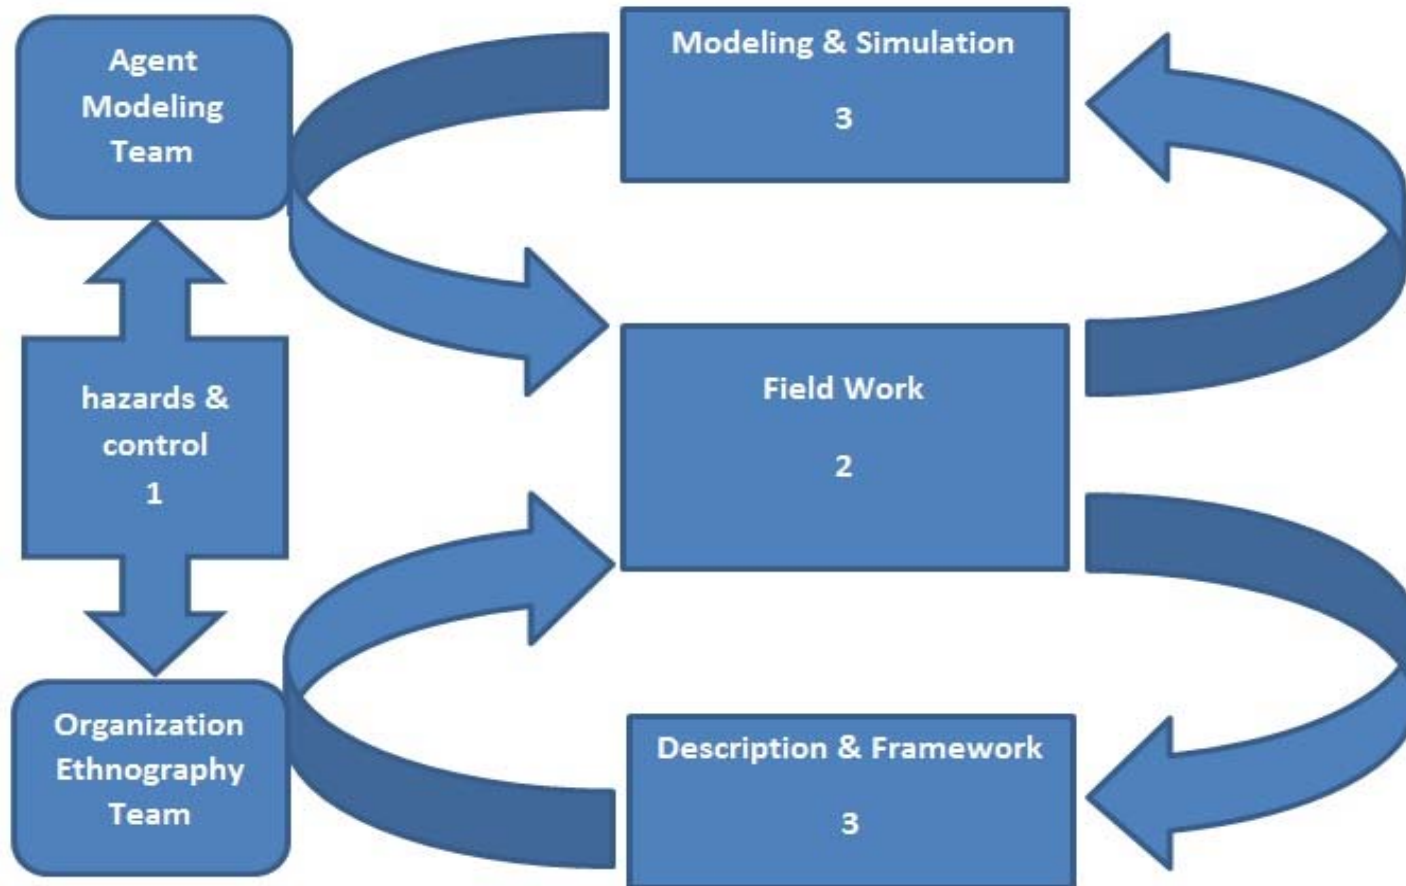 Agent
Modeling
Team
Modeling & Simulation
3
hazards &
control
1
Field Work
2
Organization
Ethnography
Team
Description & Framework
3